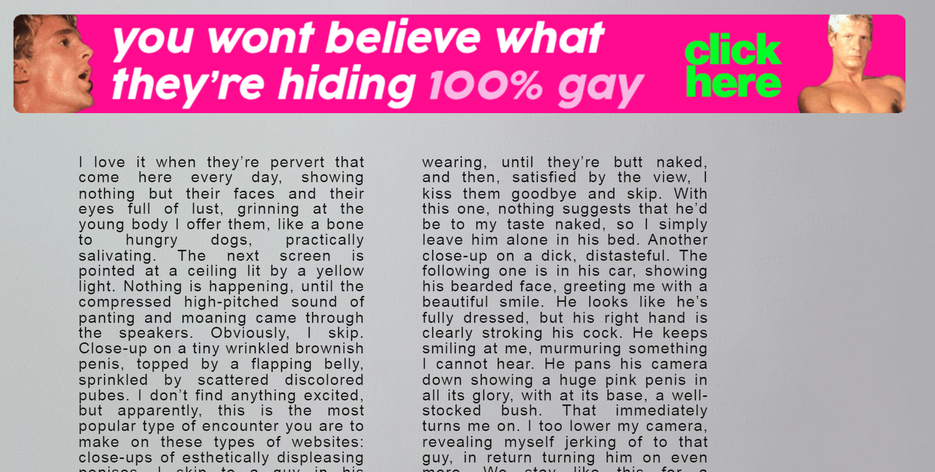 you wont believe what
they're hiding 100% gay
click
here
I love it when they're pervert that
come here every day, showing
nothing but their faces and their
eyes full of lust, grinning at the
young body I offer them, like a bone
to hungry dogs, practically
salivating. The next screen is
pointed at a ceiling lit by a yellow
light. Nothing is happening, until the
compressed high-pitched sound of
panting and moaning came through
the speakers. Obviously, I skip.
Close-up on a tiny wrinkled brownish
penis, topped by a flapping belly,
sprinkled by scattered discolored
pubes. I don't find anything excited,
but apparently, this is the most
popular type of encounter you are to
make on these types of websites:
close-ups of esthetically displeasing
penises. I skip to a guy in his
wearing, until they're butt naked,
and then, satisfied by the view, I
kiss them goodbye and skip. With
this one, nothing suggests that he'd
be to my taste naked, so I simply
leave him alone in his bed. Another
close-up on a dick, distasteful. The
following one is in his car, showing
his bearded face, greeting me with a
beautiful smile. He looks like he's
fully dressed, but his right hand is
clearly stroking his cock. He keeps
smiling at me, murmuring something
I cannot hear. He pans his camera
down showing a huge pink penis in
all its glory, with at its base, a well-
stocked bush. That immediately
turns me on. I too lower my camera,
revealing myself jerking of to that
guy, in return turning him on even
more. We stay like this for a